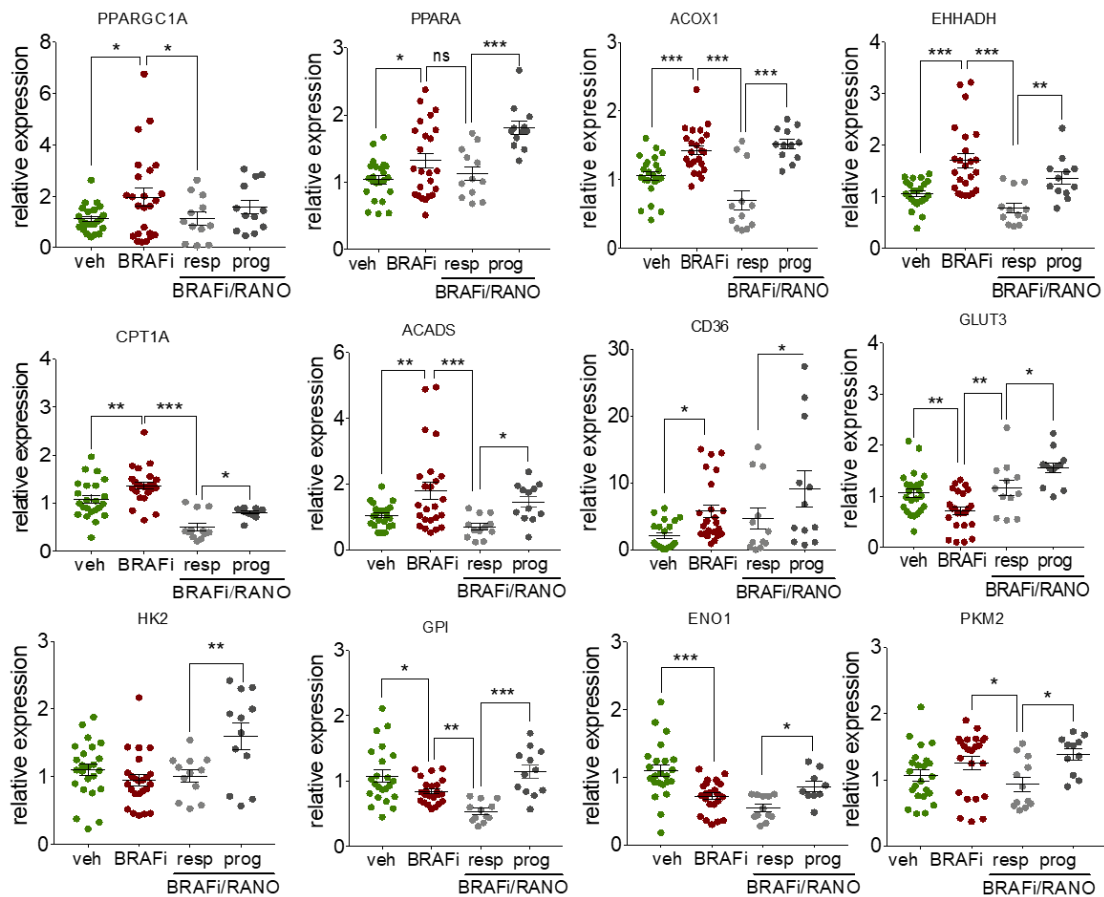 PPARGC1A
relative expression
8
6
4
2
0
* *
veh BRAFi resp prog
BRAFi/RANO
PPARA
relative expression
3
2
1
0
* ns ***
veh BRAFi resp prog
BRAFi/RANO
ACOX1
relative expression
3
2
1
0
*** *** ***
veh BRAFi resp prog
BRAFi/RANO
EHHADH
relative expression
4
3
2
1
0
*** *** **
veh BRAFi resp prog
BRAFi/RANO
CPT1A
relative expression
4
3
2
1
0
** *** *
veh BRAFi resp prog
BRAFi/RANO
ACADS
relative expression
6
4
2
0
** *** *
veh BRAFi resp prog
BRAFi/RANO
CD36
relative expression
30
20
10
0
* *
veh BRAFi resp prog
BRAFi/RANO
GLUT3
relative expression
4
3
2
1
0
** ** *
veh BRAFi resp prog
BRAFi/RANO
HK2
relative expression
3
2
1
0
**
veh BRAFi resp prog
BRAFi/RANO
GPI
relative expression
3
2
1
0
* ** ***
veh BRAFi resp prog
BRAFi/RANO
ENO1
relative expression
3
2
1
0
*** *
veh BRAFi resp prog
BRAFi/RANO
PKM2
relative expression
3
2
1
0
* *
veh BRAFi resp prog
BRAFi/RANO